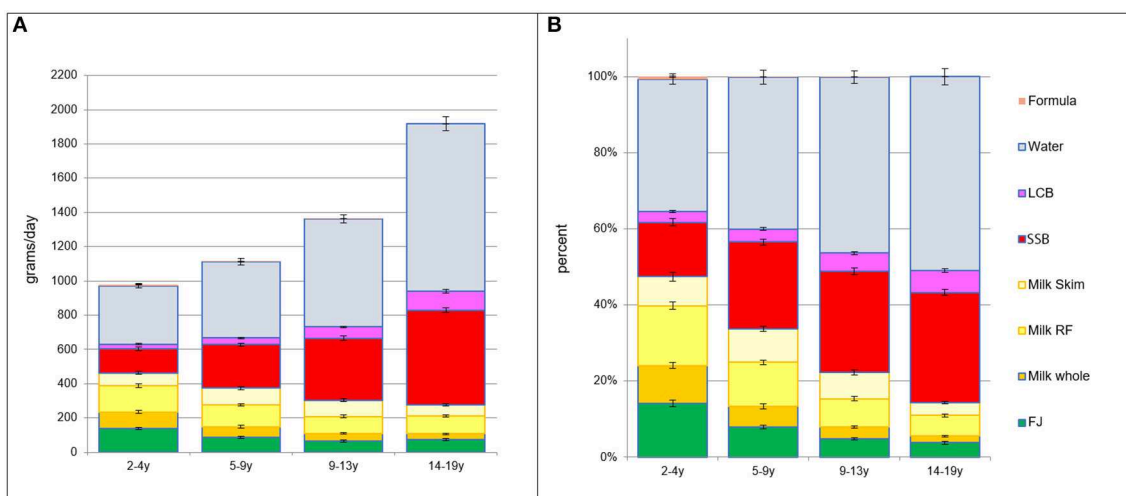 A
2200
2000
1800
1600
1400
1200
1000
800
600
400
200
0
grams/day
2-4y 5-9y 9-13y 14-19y
B
100%
80%
60%
40%
20%
0%
percent
2-4y 5-9y 9-13y 14-19y
Formula
Water
LCB
SSB
Milk Skim
Milk RF
Milk whole
FJ